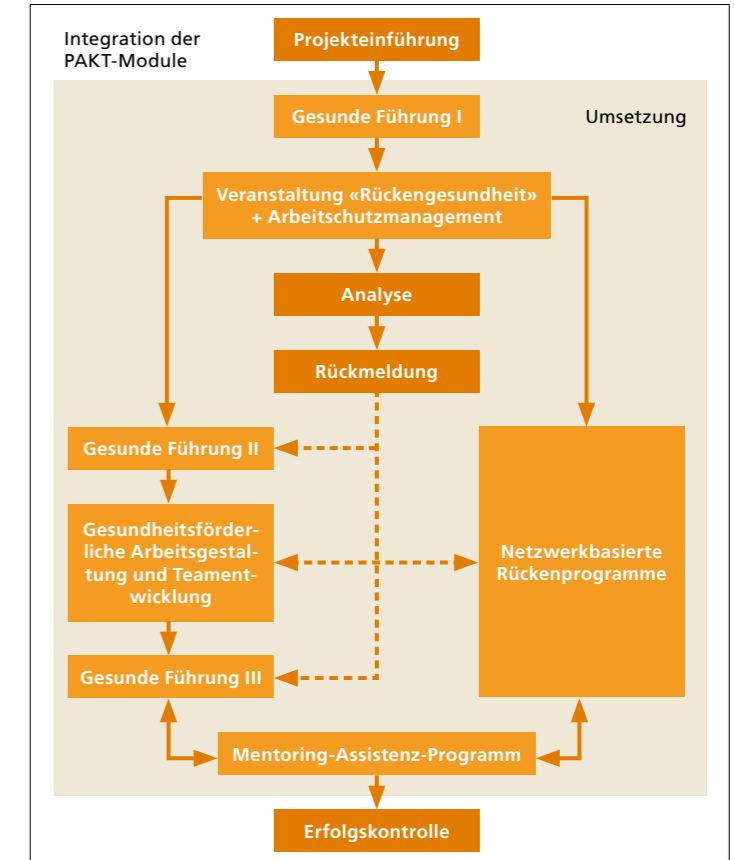 Integration der
PAKT-Module
Projekteinführung
Gesunde Führung I
Umsetzung
Veranstaltung «Rückengesundheit»
+ Arbeitschutzmanagement
Analyse
Rückmeldung
Gesunde Führung II
Gesundheitsförder-
liche Arbeitsgestal-
tung und Teament-
wicklung
Netzwerkbasierte
Rückenprogramme
Gesunde Führung III
Mentoring-Assistenz-Programm
Erfolgskontrolle